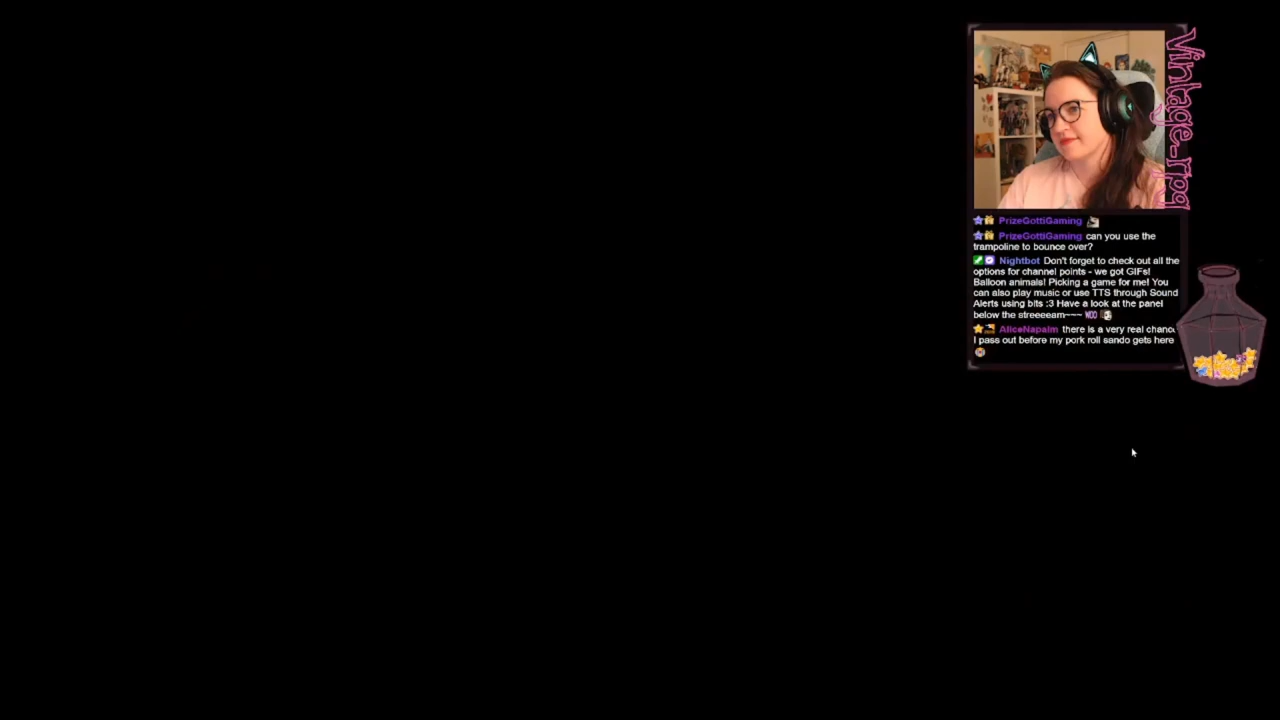 Vintage_rpg
PrizeGottiGaming
PrizeGottiGaming can you use the
trampoline to bounce over?
Nightbot Don't forget to check out all the
options for channel points - we got GIFs!
Balloon animals! Picking a game for me! You
can also play music or use TTS through Sound
Alerts using bits :3 Have a look at the panel
below the streeeeam~~~ WOO
AliceNapalm there is a very real chanc
I pass out before my pork roll sando gets here